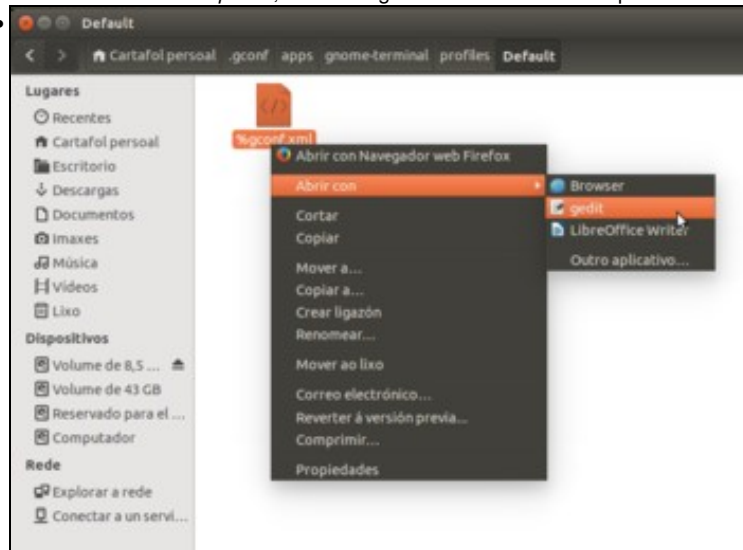 Default
Cartafol persoal .gconf apps gnome-terminal profiles Default
Lugares
Recentes
Cartafol persoal
Escritorio
Descargas
Documentos
Imaxes
Música
Vídeos
Lixo
Dispositivos
Volume de 8,5 ...
Volume de 43 GB
Reservado para el ...
Computador
Rede
Explorar a rede
Conectar a un servi...
%gconf.xml
Abrir con Navegador web Firefox
Abrir con
Cortar
Copiar
Mover a...
Copiar a...
Crear ligazón
Renomear...
Mover ao lixo
Correo electrónico...
Reverter á versión previa...
Comprimir...
Propiedades
Browser
gedit
LibreOffice Writer
Outro aplicativo...